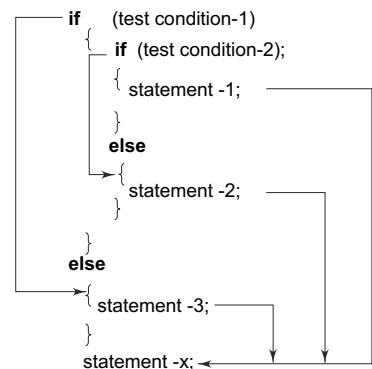 if (test condition-1)
{
if (test condition-2);
{
statement -1;
}
else
{
statement -2;
}
}
else
{
statement -3;
}
statement -x;